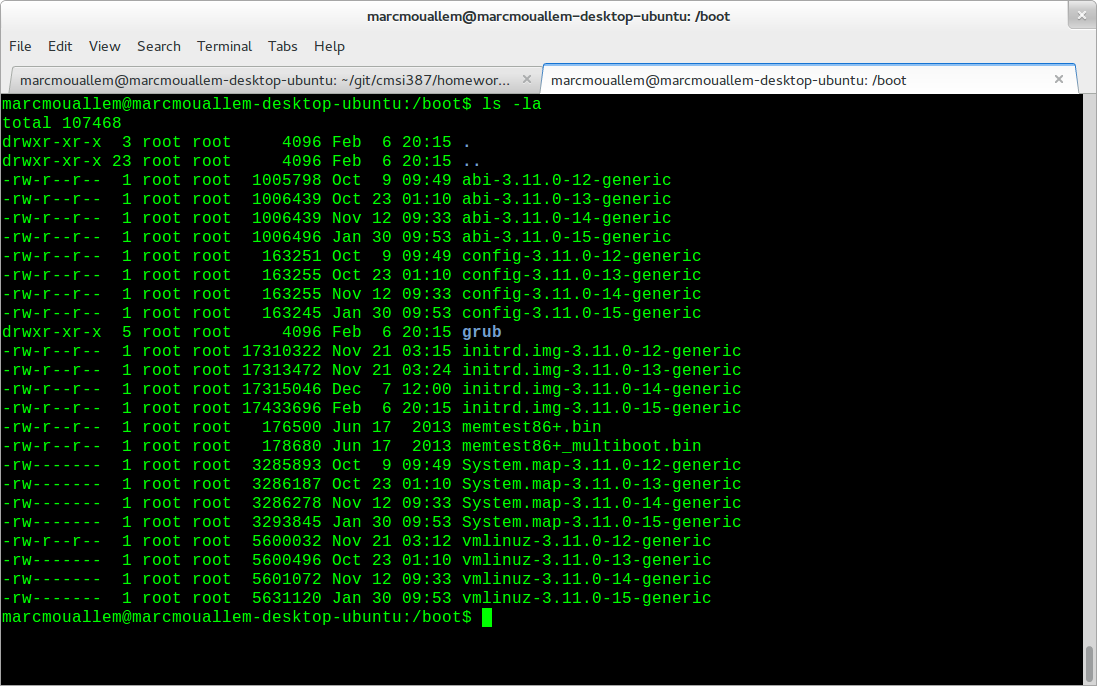 marcmouallem@marcmouallem-desktop-ubuntu: /boot
File Edit View Search Terminal Tabs Help
marcmouallem@marcmouallem-desktop-ubuntu: ~/git/cmsi387/homewor... marcmouallem@marcmouallem-desktop-ubuntu: /boot
marcmouallem@marcmouallem-desktop-ubuntu:/boot$ ls -la
total 107468
drwxr-xr-x  3 root root     4096 Feb  6 20:15 .
drwxr-xr-x 23 root root     4096 Feb  6 20:15 ..
-rw-r--r--  1 root root  1005798 Oct  9 09:49 abi-3.11.0-12-generic
-rw-r--r--  1 root root  1006439 Oct 23 01:10 abi-3.11.0-13-generic
-rw-r--r--  1 root root  1006439 Nov 12 09:33 abi-3.11.0-14-generic
-rw-r--r--  1 root root  1006496 Jan 30 09:53 abi-3.11.0-15-generic
-rw-r--r--  1 root root   163251 Oct  9 09:49 config-3.11.0-12-generic
-rw-r--r--  1 root root   163255 Oct 23 01:10 config-3.11.0-13-generic
-rw-r--r--  1 root root   163255 Nov 12 09:33 config-3.11.0-14-generic
-rw-r--r--  1 root root   163245 Jan 30 09:53 config-3.11.0-15-generic
drwxr-xr-x  5 root root     4096 Feb  6 20:15 grub
-rw-r--r--  1 root root 17310322 Nov 21 03:15 initrd.img-3.11.0-12-generic
-rw-r--r--  1 root root 17313472 Nov 21 03:24 initrd.img-3.11.0-13-generic
-rw-r--r--  1 root root 17315046 Dec  7 12:00 initrd.img-3.11.0-14-generic
-rw-r--r--  1 root root 17433696 Feb  6 20:15 initrd.img-3.11.0-15-generic
-rw-r--r--  1 root root   176500 Jun 17  2013 memtest86+.bin
-rw-r--r--  1 root root   178680 Jun 17  2013 memtest86+_multiboot.bin
-rw-------  1 root root  3285893 Oct  9 09:49 System.map-3.11.0-12-generic
-rw-------  1 root root  3286187 Oct 23 01:10 System.map-3.11.0-13-generic
-rw-------  1 root root  3286278 Nov 12 09:33 System.map-3.11.0-14-generic
-rw-------  1 root root  3293845 Jan 30 09:53 System.map-3.11.0-15-generic
-rw-------  1 root root  5600032 Nov 21 03:12 vmlinuz-3.11.0-12-generic
-rw-------  1 root root  5600496 Oct 23 01:10 vmlinuz-3.11.0-13-generic
-rw-------  1 root root  5601072 Nov 12 09:33 vmlinuz-3.11.0-14-generic
-rw-------  1 root root  5631120 Jan 30 09:53 vmlinuz-3.11.0-15-generic
marcmouallem@marcmouallem-desktop-ubuntu:/boot$